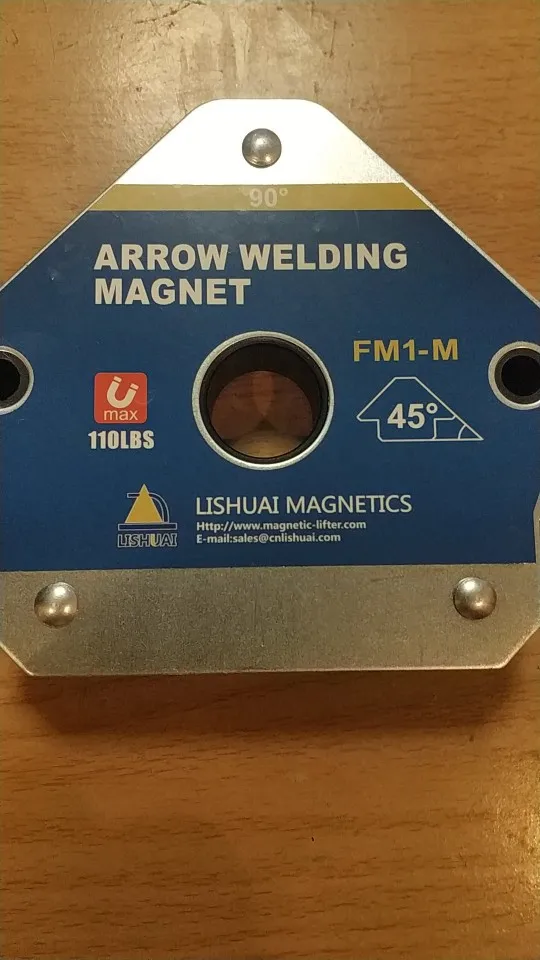 90°
ARROW WELDING
MAGNET
FM1-M
max
110LBS
45°
LISHUAI
LISHUAI MAGNETICS
Http://www.magnetic-lifter.com
E-mail:sales@cnlishuai.com